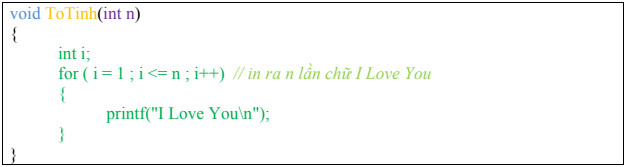 void ToTinh(int n)
{
int i;
for ( i = 1 ; i <= n ; i++)  // in ra n lần chữ I Love You
{
printf("I Love You\n");
}
}